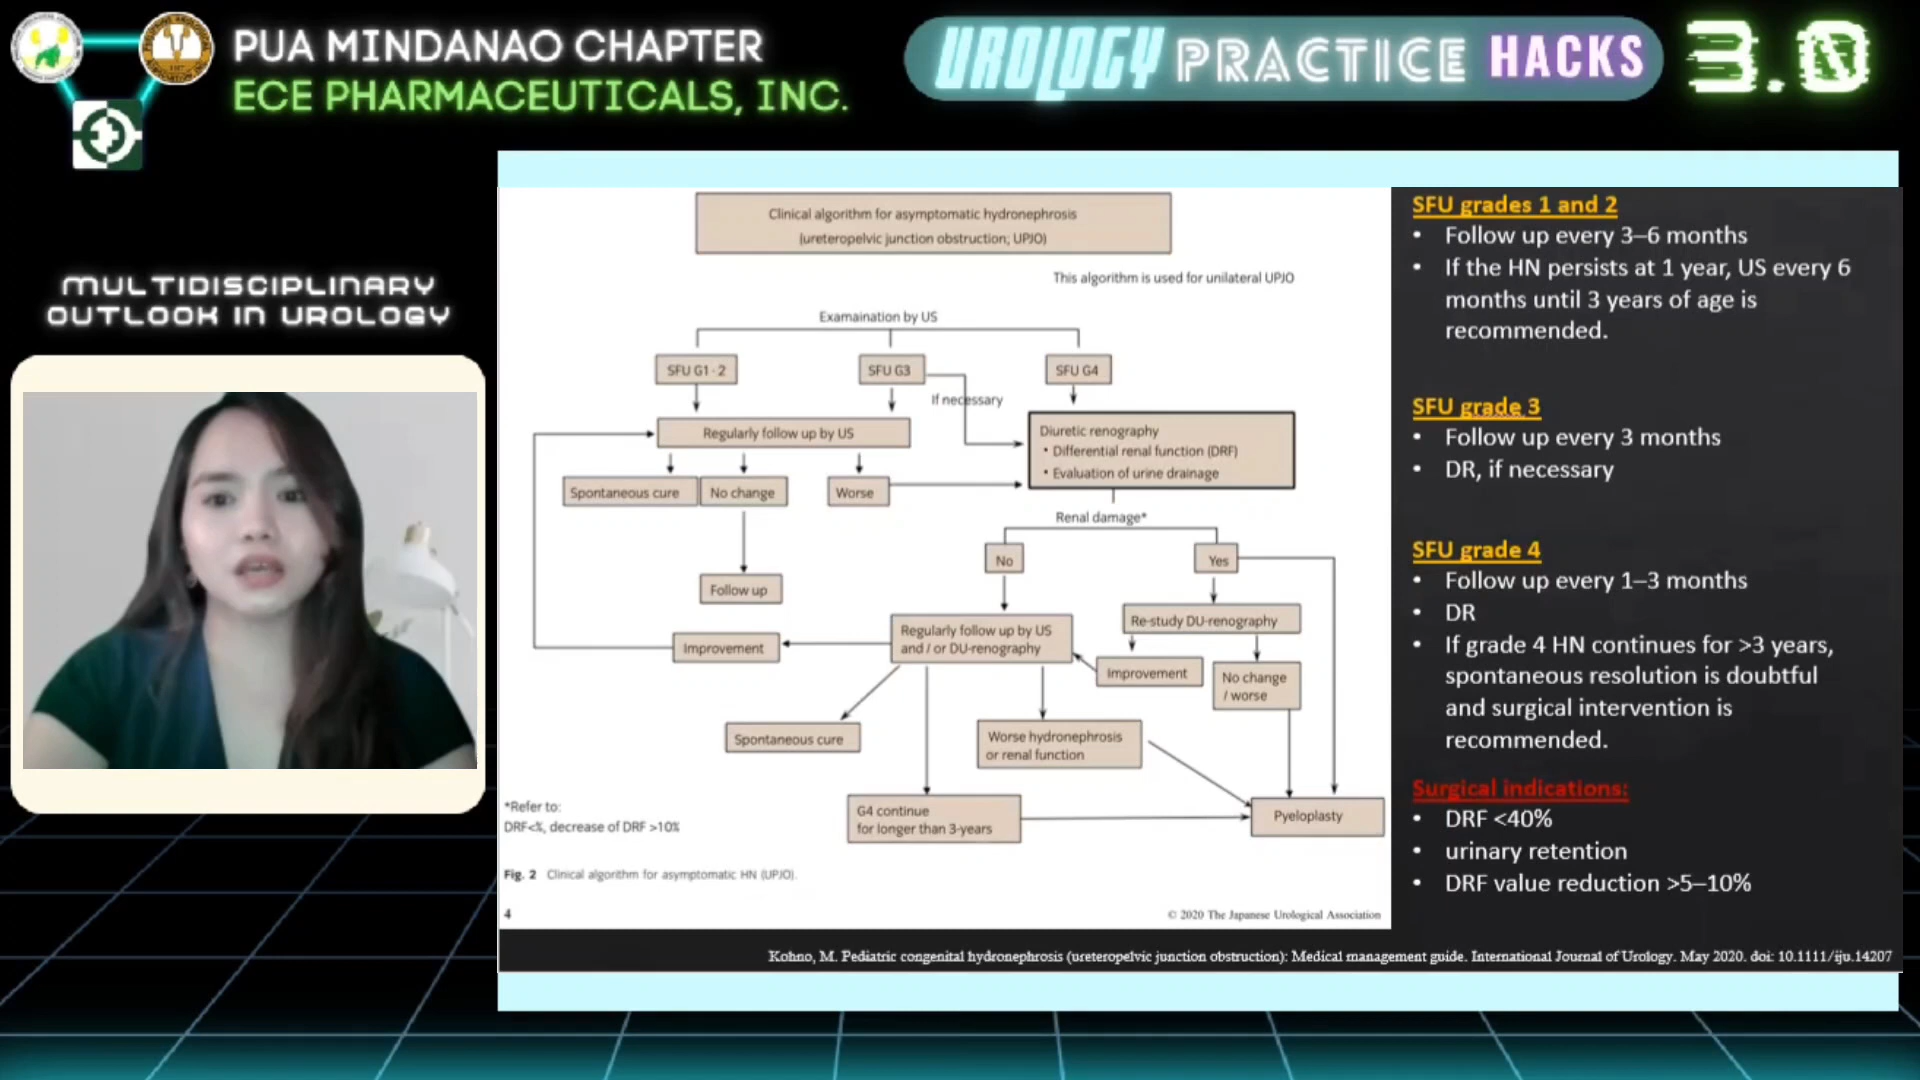 PUA MINDANAO CHAPTER
ECE PHARMACEUTICALS, INC.
UROLOGY PRACTICE HACKS 3.0
MULTIDISCIPLINARY
OUTLOOK IN UROLOGY
Clinical algorithm for asymptomatic hydronephrosis
(ureteropelvic junction obstruction; UPJO)
This algorithm is used for unilateral UPJO
Examaination by US
SFU G1·2
SFU G3
SFU G4
If necessary
Regularly follow up by US
Diuretic renography
• Differential renal function (DRF)
• Evaluation of urine drainage
Spontaneous cure
No change
Worse
Renal damage*
No
Yes
Follow up
Re-study DU-renography
Regularly follow up by US
and / or DU-renography
Improvement
Improvement
No change
/ worse
Spontaneous cure
Worse hydronephrosis
or renal function
G4 continue
for longer than 3-years
Pyeloplasty
*Refer to:
DRF<%, decrease of DRF >10%
Fig. 2 Clinical algorithm for asymptomatic HN (UPJO).
4
© 2020 The Japanese Urological Association
SFU grades 1 and 2
• Follow up every 3–6 months
• If the HN persists at 1 year, US every 6
months until 3 years of age is
recommended.
SFU grade 3
• Follow up every 3 months
• DR, if necessary
SFU grade 4
• Follow up every 1–3 months
• DR
• If grade 4 HN continues for >3 years,
spontaneous resolution is doubtful
and surgical intervention is
recommended.
Surgical indications:
• DRF <40%
• urinary retention
• DRF value reduction >5–10%
Kohno, M. Pediatric congenital hydronephrosis (ureteropelvic junction obstruction): Medical management guide. International Journal of Urology. May 2020. doi: 10.1111/iju.14207